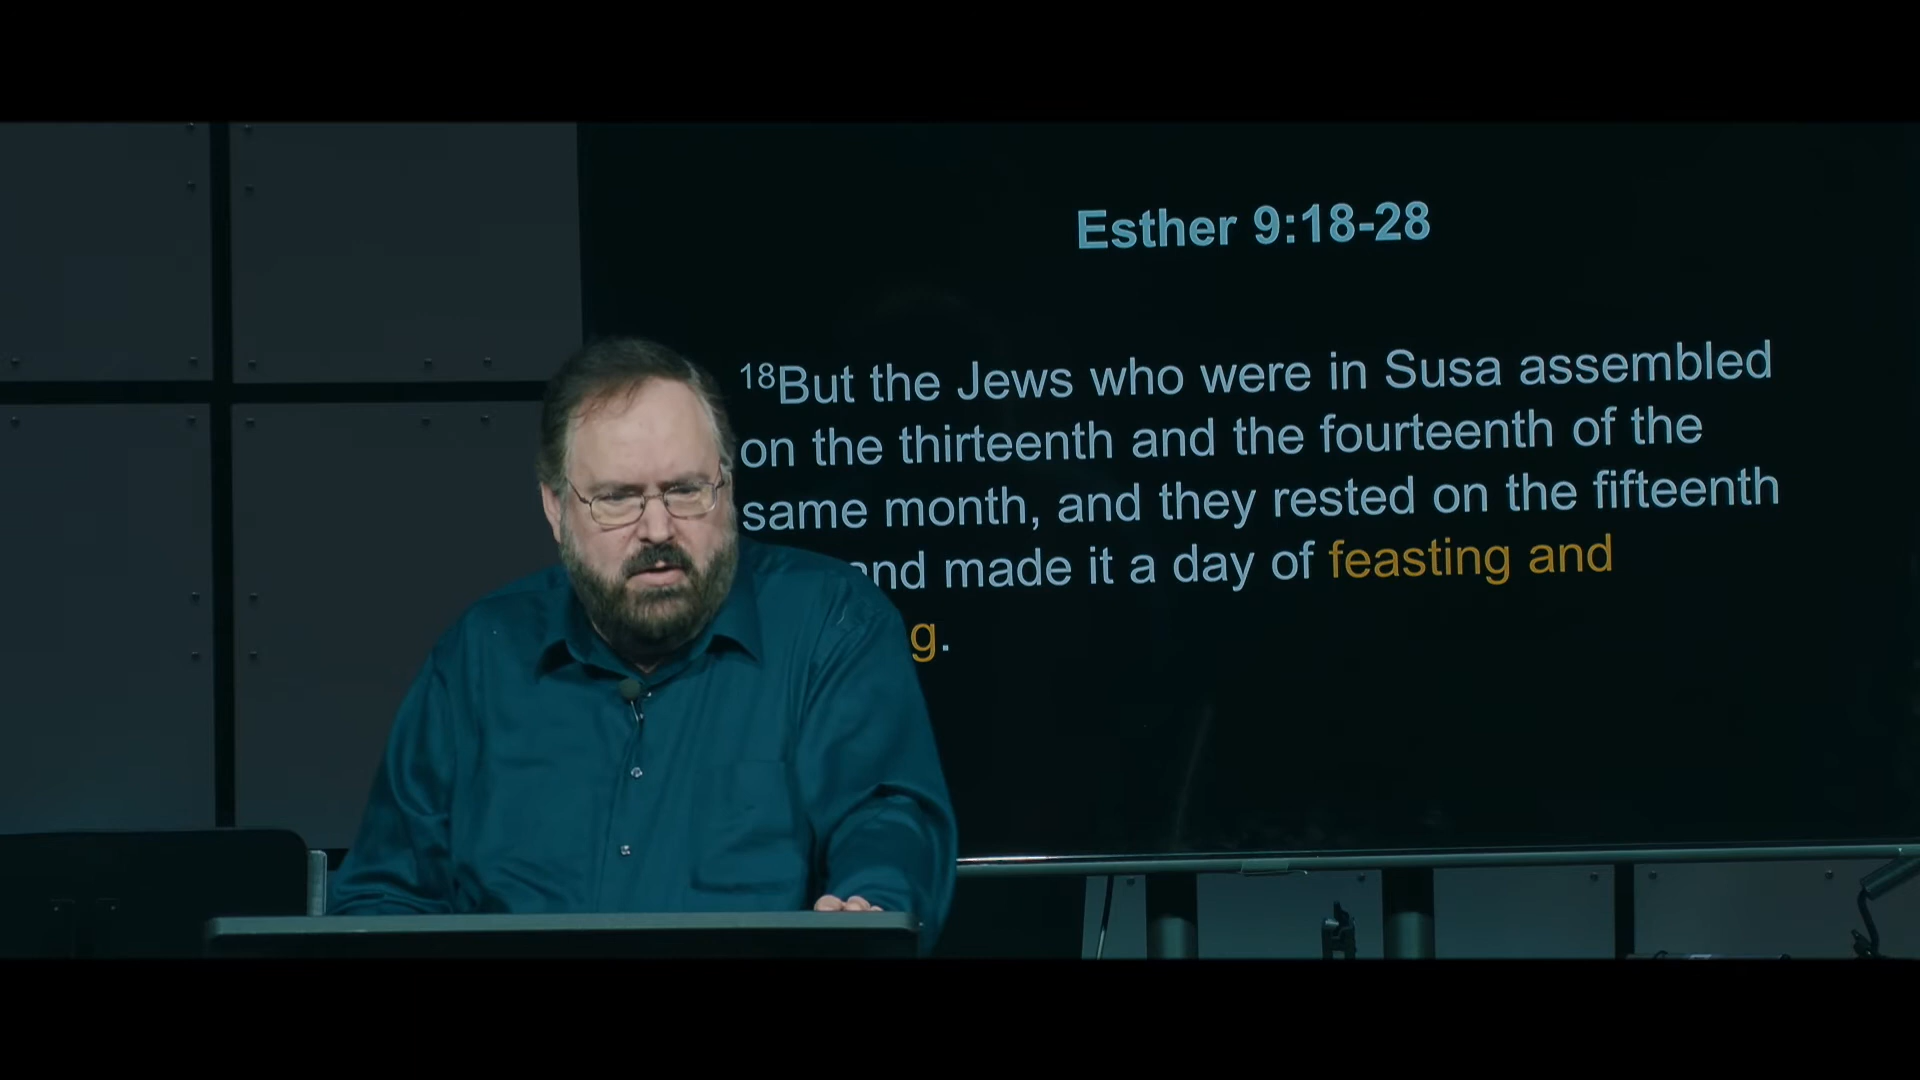 Esther 9:18-28
18But the Jews who were in Susa assembled
on the thirteenth and the fourteenth of the
same month, and they rested on the fifteenth
and made it a day of feasting and
g.